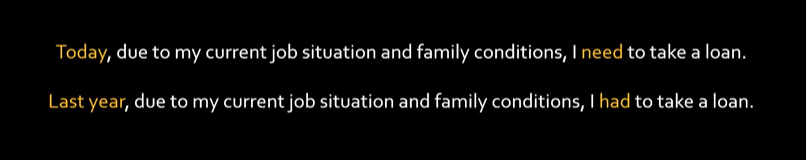 Today, due to my current job situation and family conditions, I need to take a loan.
Last year, due to my current job situation and family conditions, I had to take a loan.